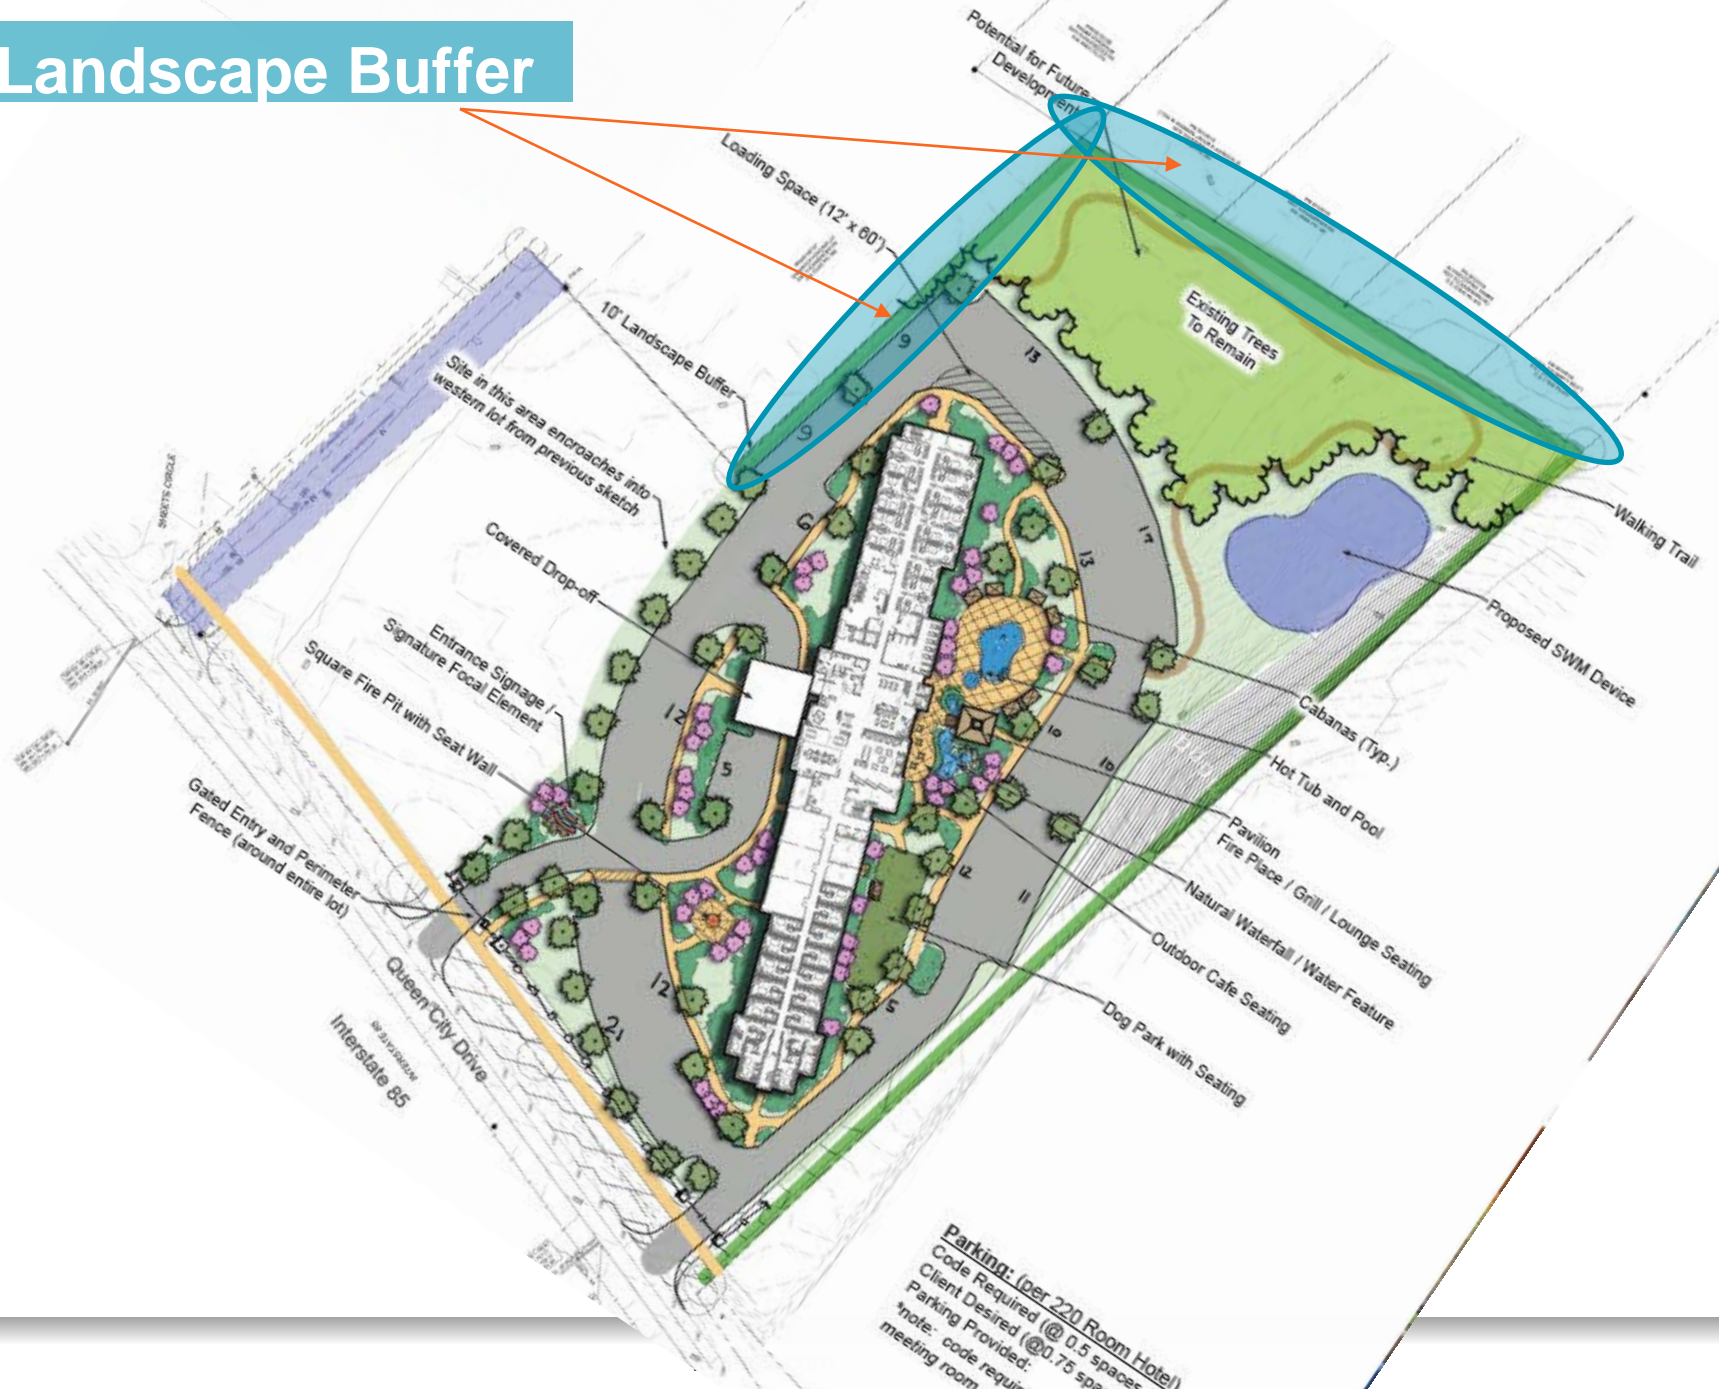 Landscape Buffer
Potential for Future
Development
Loading Space (12' x 60')
10' Landscape Buffer
Site in this area encroaches into
western lot from previous sketch
Existing Trees
To Remain
Covered Drop-off
Entrance Signage /
Signature Focal Element
Square Fire Pit with Seat Wall
Gated Entry and Perimeter
Fence (around entire lot)
Queen City Drive
Interstate 85
Walking Trail
Proposed SWM Device
Cabanas (Typ.)
Hot Tub and Pool
Pavilion
Fire Place / Grill / Lounge Seating
Natural Waterfall / Water Feature
Outdoor Cafe Seating
Dog Park with Seating
9
9
13
6
17
13
12
5
10
10
12
11
12
21
5
Parking: (per 220 Room Hotel)
Code Required (@ 0.5 spaces
Client Desired (@0.75 spa
Parking Provided:
*note: code requi
meeting room